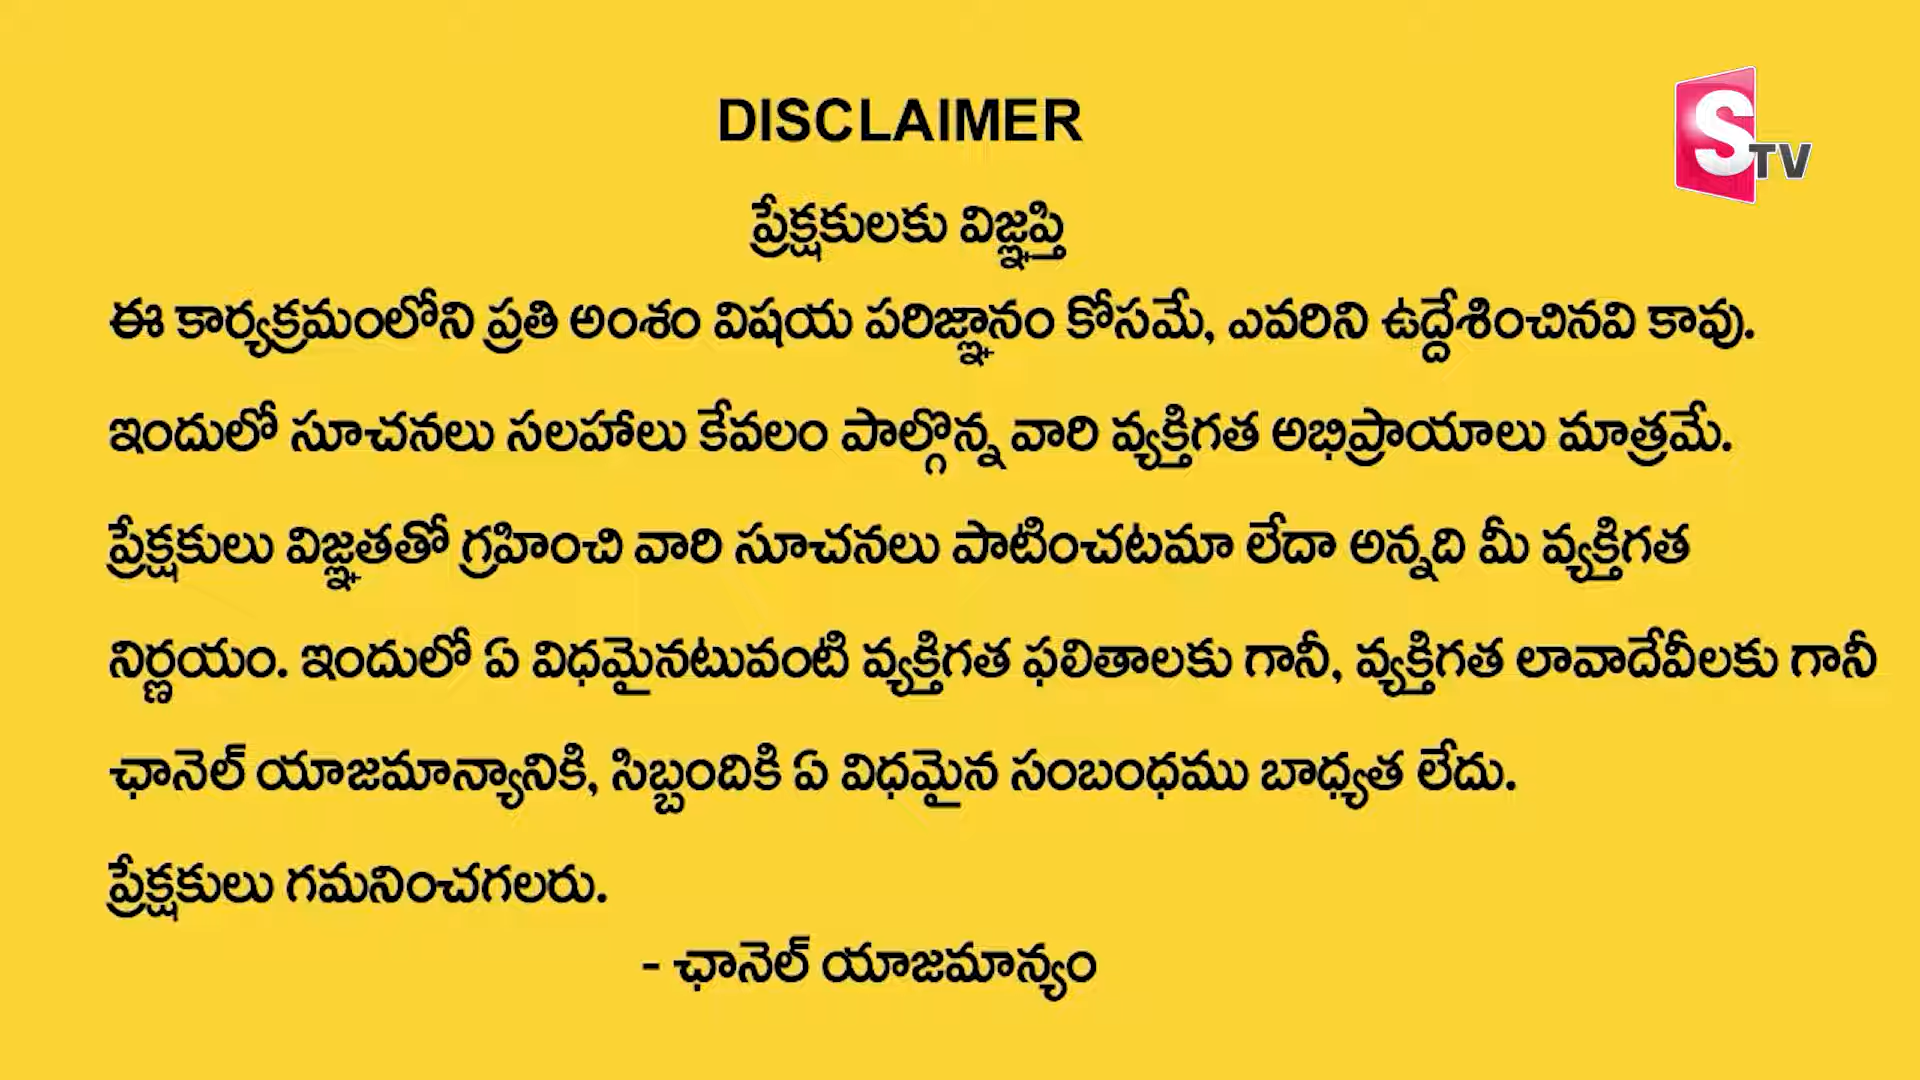 DISCLAIMER
STV
ప్రేక్షకులకు విజ్ఞప్తి
ఈ కార్యక్రమంలోని ప్రతి అంశం విషయ పరిజ్ఞానం కోసమే, ఎవరిని ఉద్దేశించినవి కావు.
ఇందులో సూచనలు సలహాలు కేవలం పాల్గొన్న వారి వ్యక్తిగత అభిప్రాయాలు మాత్రమే.
ప్రేక్షకులు విజ్ఞతతో గ్రహించి వారి సూచనలు పాటించటమా లేదా అన్నది మీ వ్యక్తిగత
నిర్ణయం. ఇందులో ఏ విధమైనటువంటి వ్యక్తిగత ఫలితాలకు గానీ, వ్యక్తిగత లావాదేవీలకు గానీ
ఛానెల్ యాజమాన్యానికి, సిబ్బందికి ఏ విధమైన సంబంధము బాధ్యత లేదు.
ప్రేక్షకులు గమనించగలరు.
- ఛానెల్ యాజమాన్యం